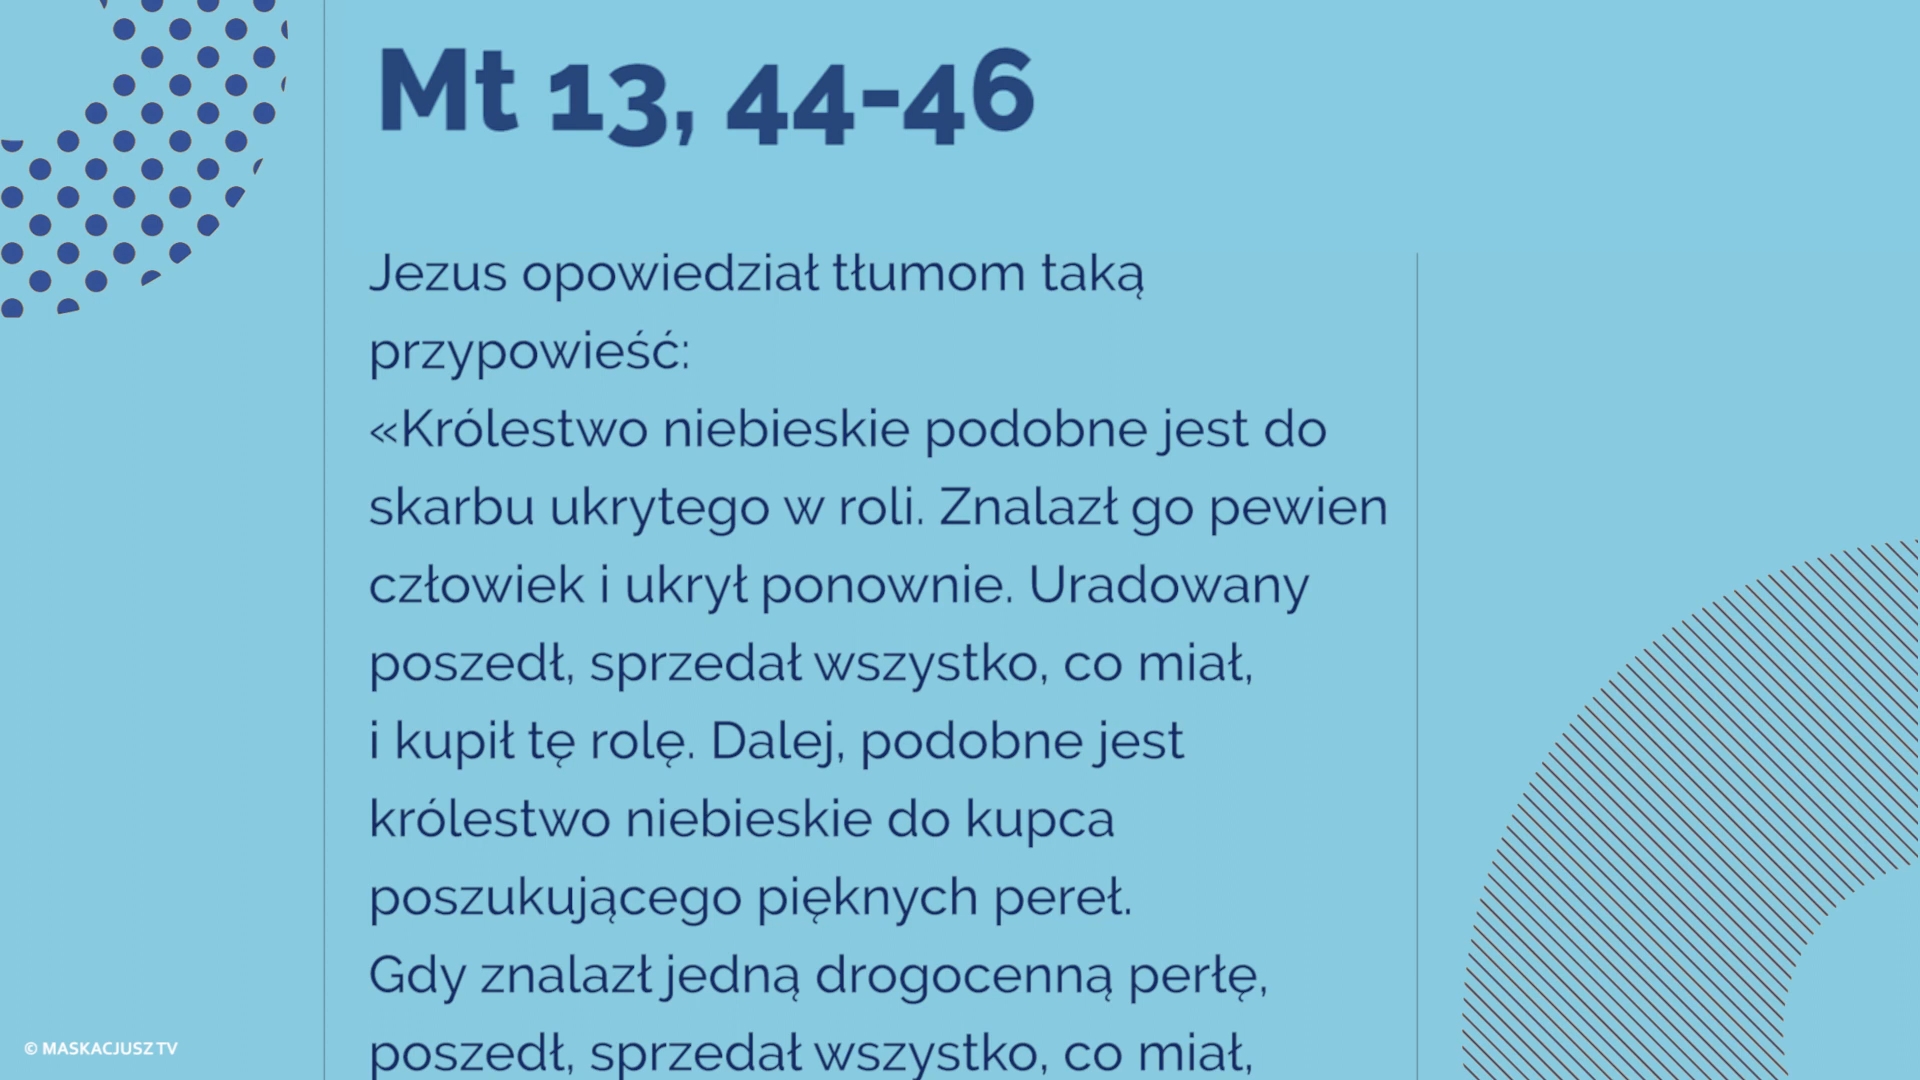 Mt 13, 44-46
Jezus opowiedział tłumom taką
przypowieść:
«Królestwo niebieskie podobne jest do
skarbu ukrytego w roli. Znalazł go pewien
człowiek i ukrył ponownie. Uradowany
poszedł, sprzedał wszystko, co miał,
i kupił tę rolę. Dalej, podobne jest
królestwo niebieskie do kupca
poszukującego pięknych pereł.
Gdy znalazł jedną drogocenną perłę,
poszedł, sprzedał wszystko, co miał,
© MASKACJUSZ TV